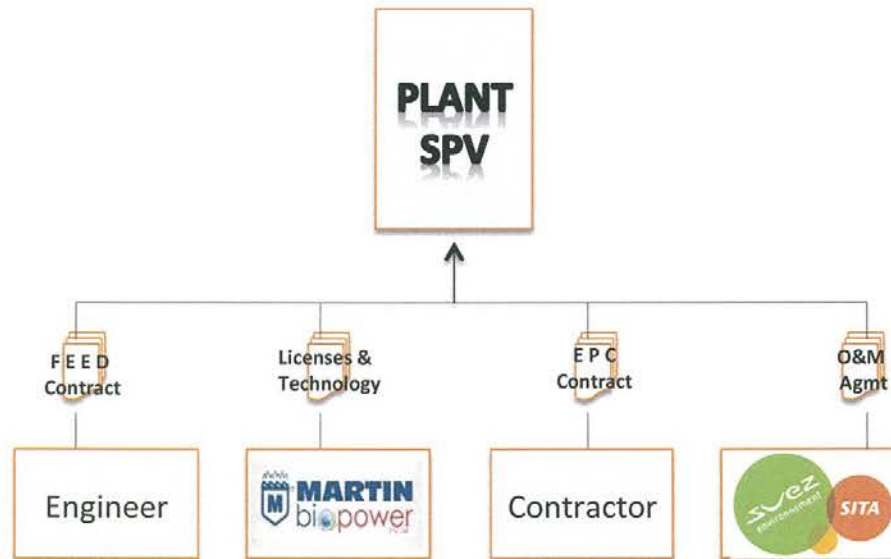 PLANT
SPV
F E E D
Contract
Licenses &
Technology
E P C
Contract
O&M
Agmt
Engineer
M MARTIN
biopower
Contractor
suez
environnement
SITA